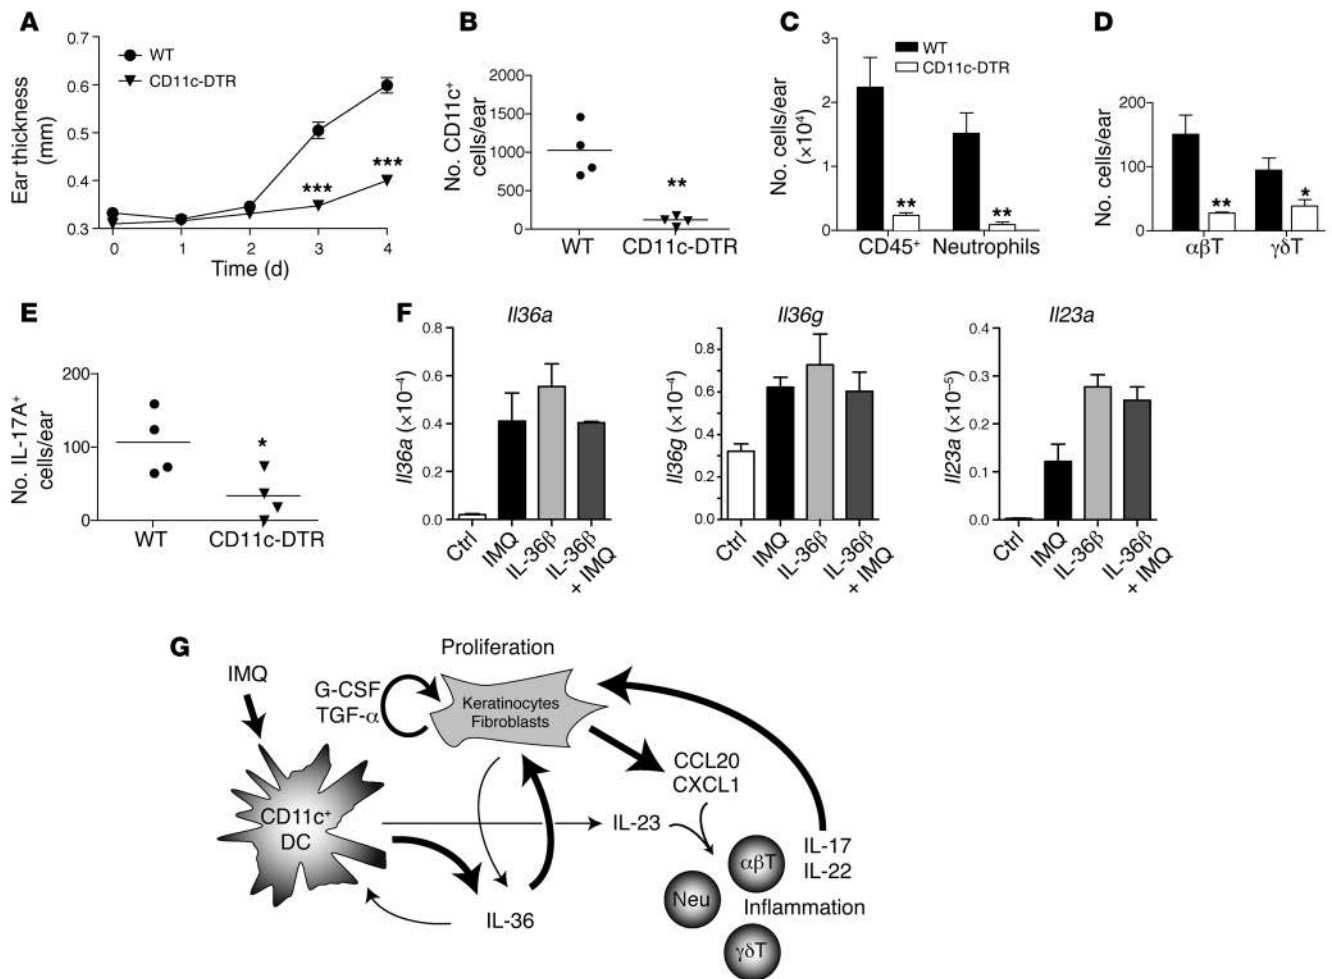 A
0.7
0.6
0.5
0.4
0.3
Ear thickness
(mm)
WT
CD11c-DTR
***
***
0 1 2 3 4
Time (d)
B
2000
1500
1000
500
0
No. CD11c⁺
cells/ear
**
WT CD11c-DTR
C
3
2
1
0
No. cells/ear
(×10⁴)
WT
CD11c-DTR
**
**
CD45⁺ Neutrophils
D
200
100
0
No. cells/ear
**
*
αβT γδT
E
200
100
0
No. IL-17A⁺
cells/ear
*
WT CD11c-DTR
F
Il36a
0.8
0.6
0.4
0.2
0.0
Il36a (×10⁻⁴)
Ctrl
IMQ
IL-36β
IL-36β
+ IMQ
Il36g
0.8
0.6
0.4
0.2
0.0
Il36g (×10⁻⁴)
Ctrl
IMQ
IL-36β
IL-36β
+ IMQ
Il23a
0.4
0.3
0.2
0.1
0.0
Il23a (×10⁻⁵)
Ctrl
IMQ
IL-36β
IL-36β
+ IMQ
G
Proliferation
IMQ
G-CSF
TGF-α
Keratinocytes
Fibroblasts
CCL20
CXCL1
CD11c⁺
DC
IL-23
IL-17
IL-22
αβT
Neu
Inflammation
IL-36
γδT